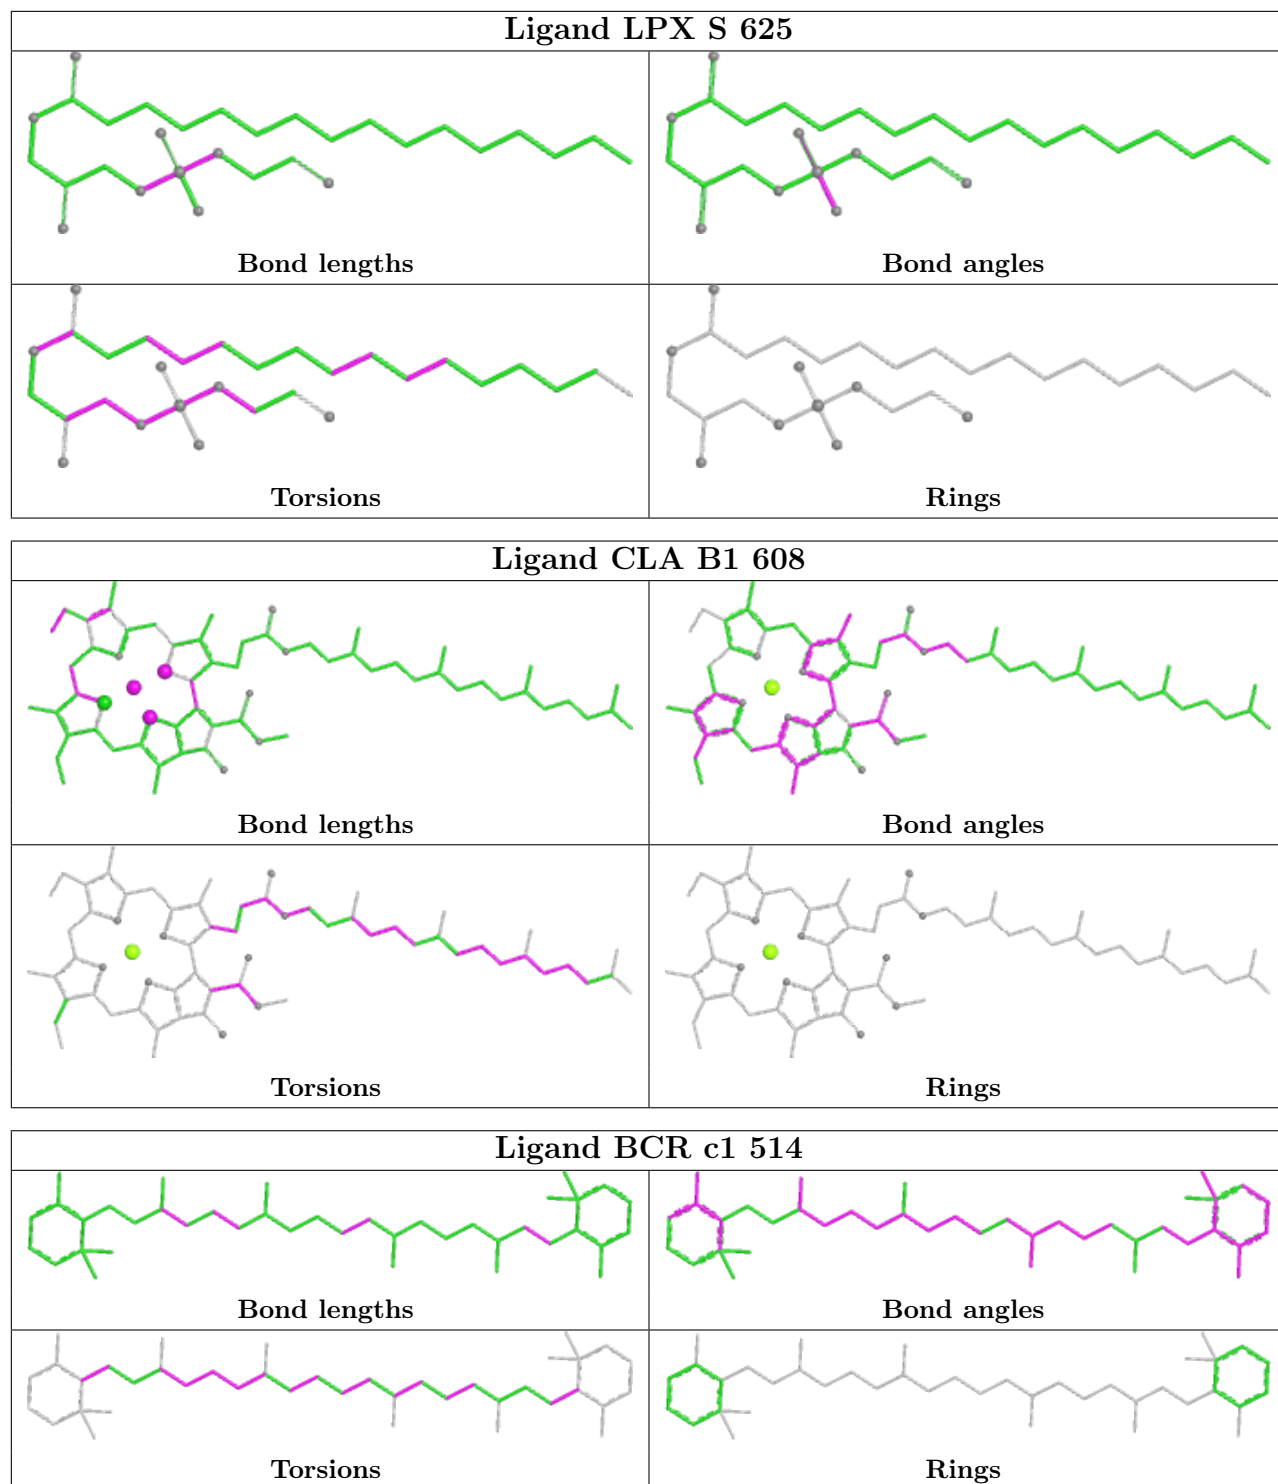 Ligand LPX S 625
Bond lengths
Bond angles
Torsions
Rings
Ligand CLA B1 608
Bond lengths
Bond angles
Torsions
Rings
Ligand BCR c1 514
Bond lengths
Bond angles
Torsions
Rings